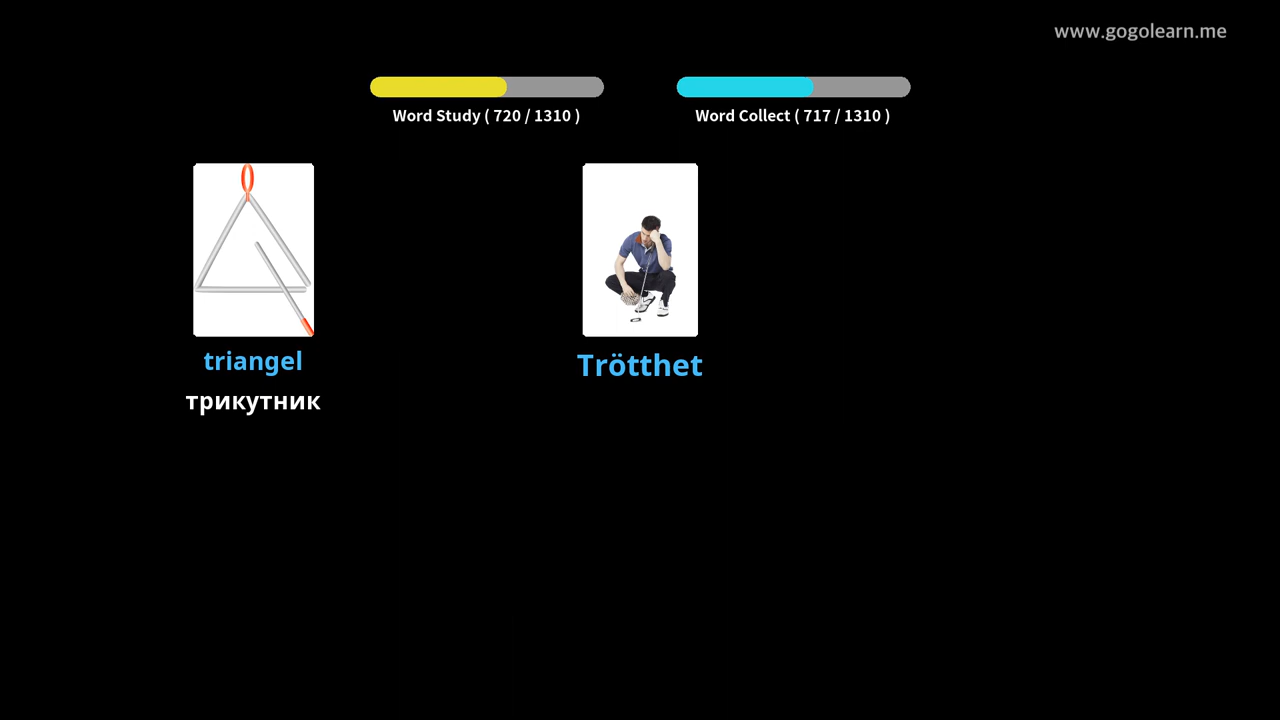 www.gogolearn.me
Word Study ( 720 / 1310 )
Word Collect ( 717 / 1310 )
triangel
трикутник
Trötthet